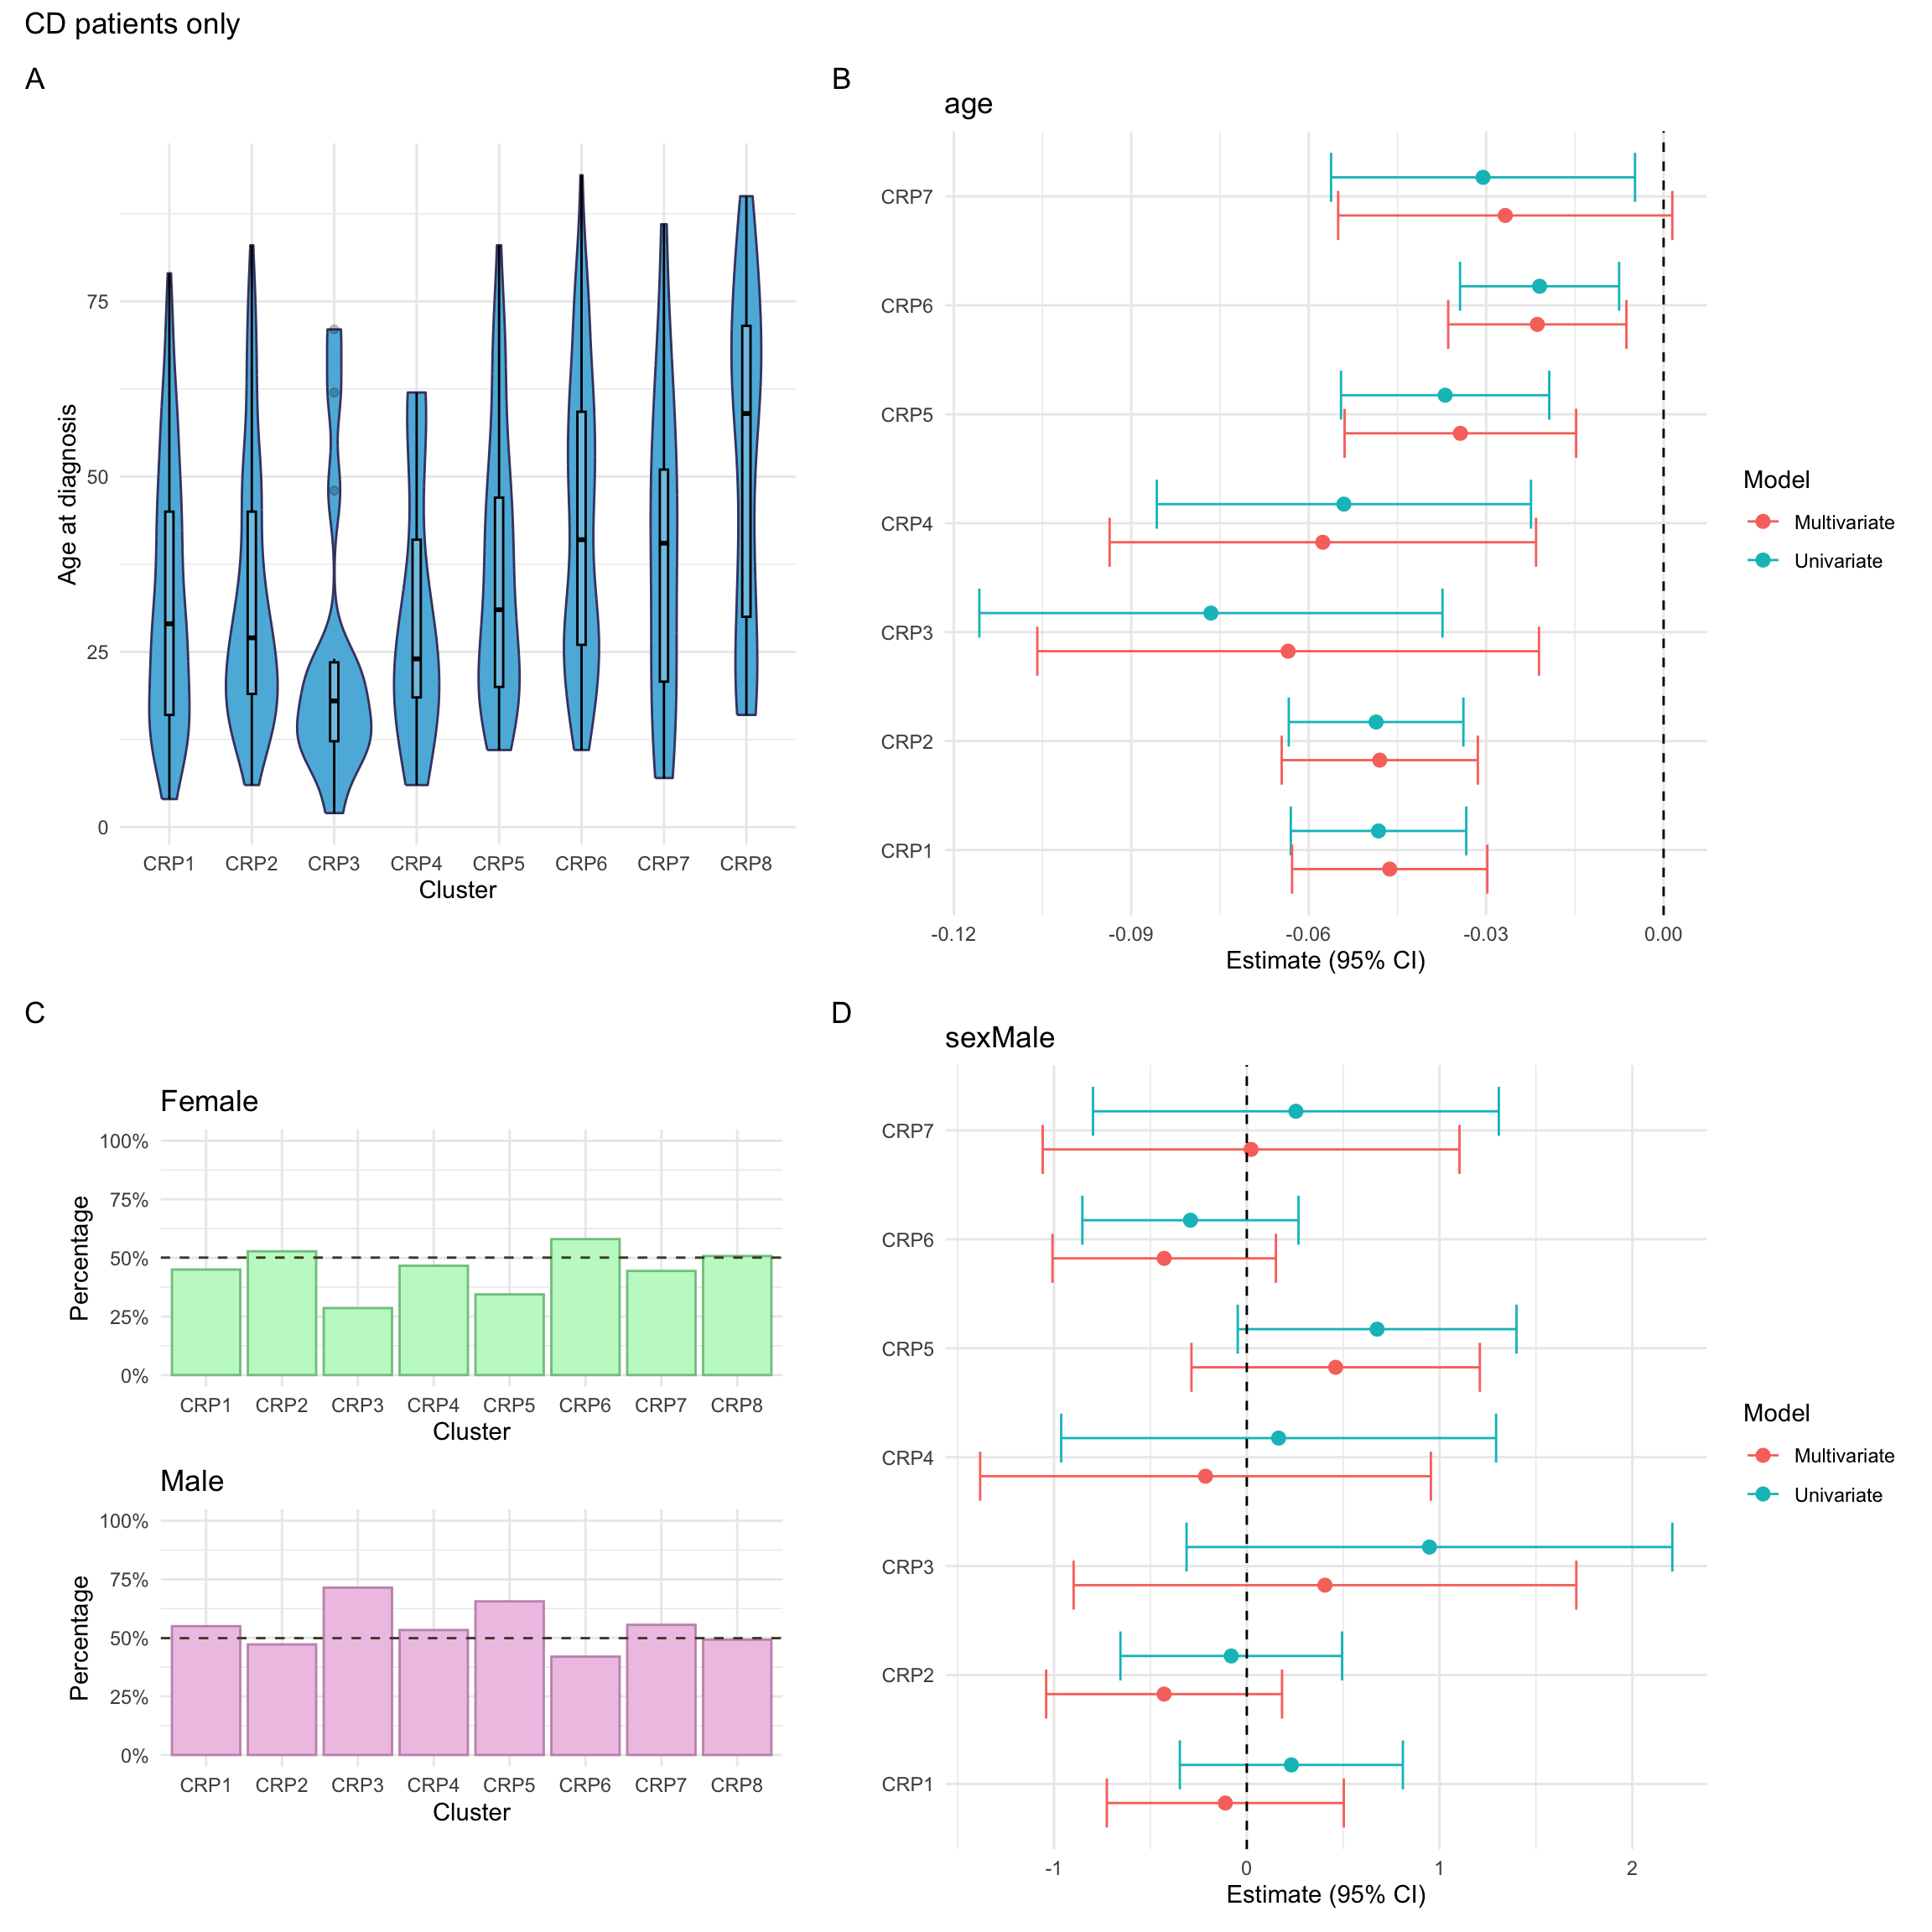 CD patients only
A
Age at diagnosis
75
50
25
0
CRP1 CRP2 CRP3 CRP4 CRP5 CRP6 CRP7 CRP8
Cluster
B
age
CRP7
CRP6
CRP5
CRP4
CRP3
CRP2
CRP1
-0.12 -0.09 -0.06 -0.03 0.00
Estimate (95% CI)
Model
Multivariate
Univariate
C
Female
Percentage
100%
75%
50%
25%
0%
CRP1 CRP2 CRP3 CRP4 CRP5 CRP6 CRP7 CRP8
Cluster
Male
Percentage
100%
75%
50%
25%
0%
CRP1 CRP2 CRP3 CRP4 CRP5 CRP6 CRP7 CRP8
Cluster
D
sexMale
CRP7
CRP6
CRP5
CRP4
CRP3
CRP2
CRP1
-1 0 1 2
Estimate (95% CI)
Model
Multivariate
Univariate